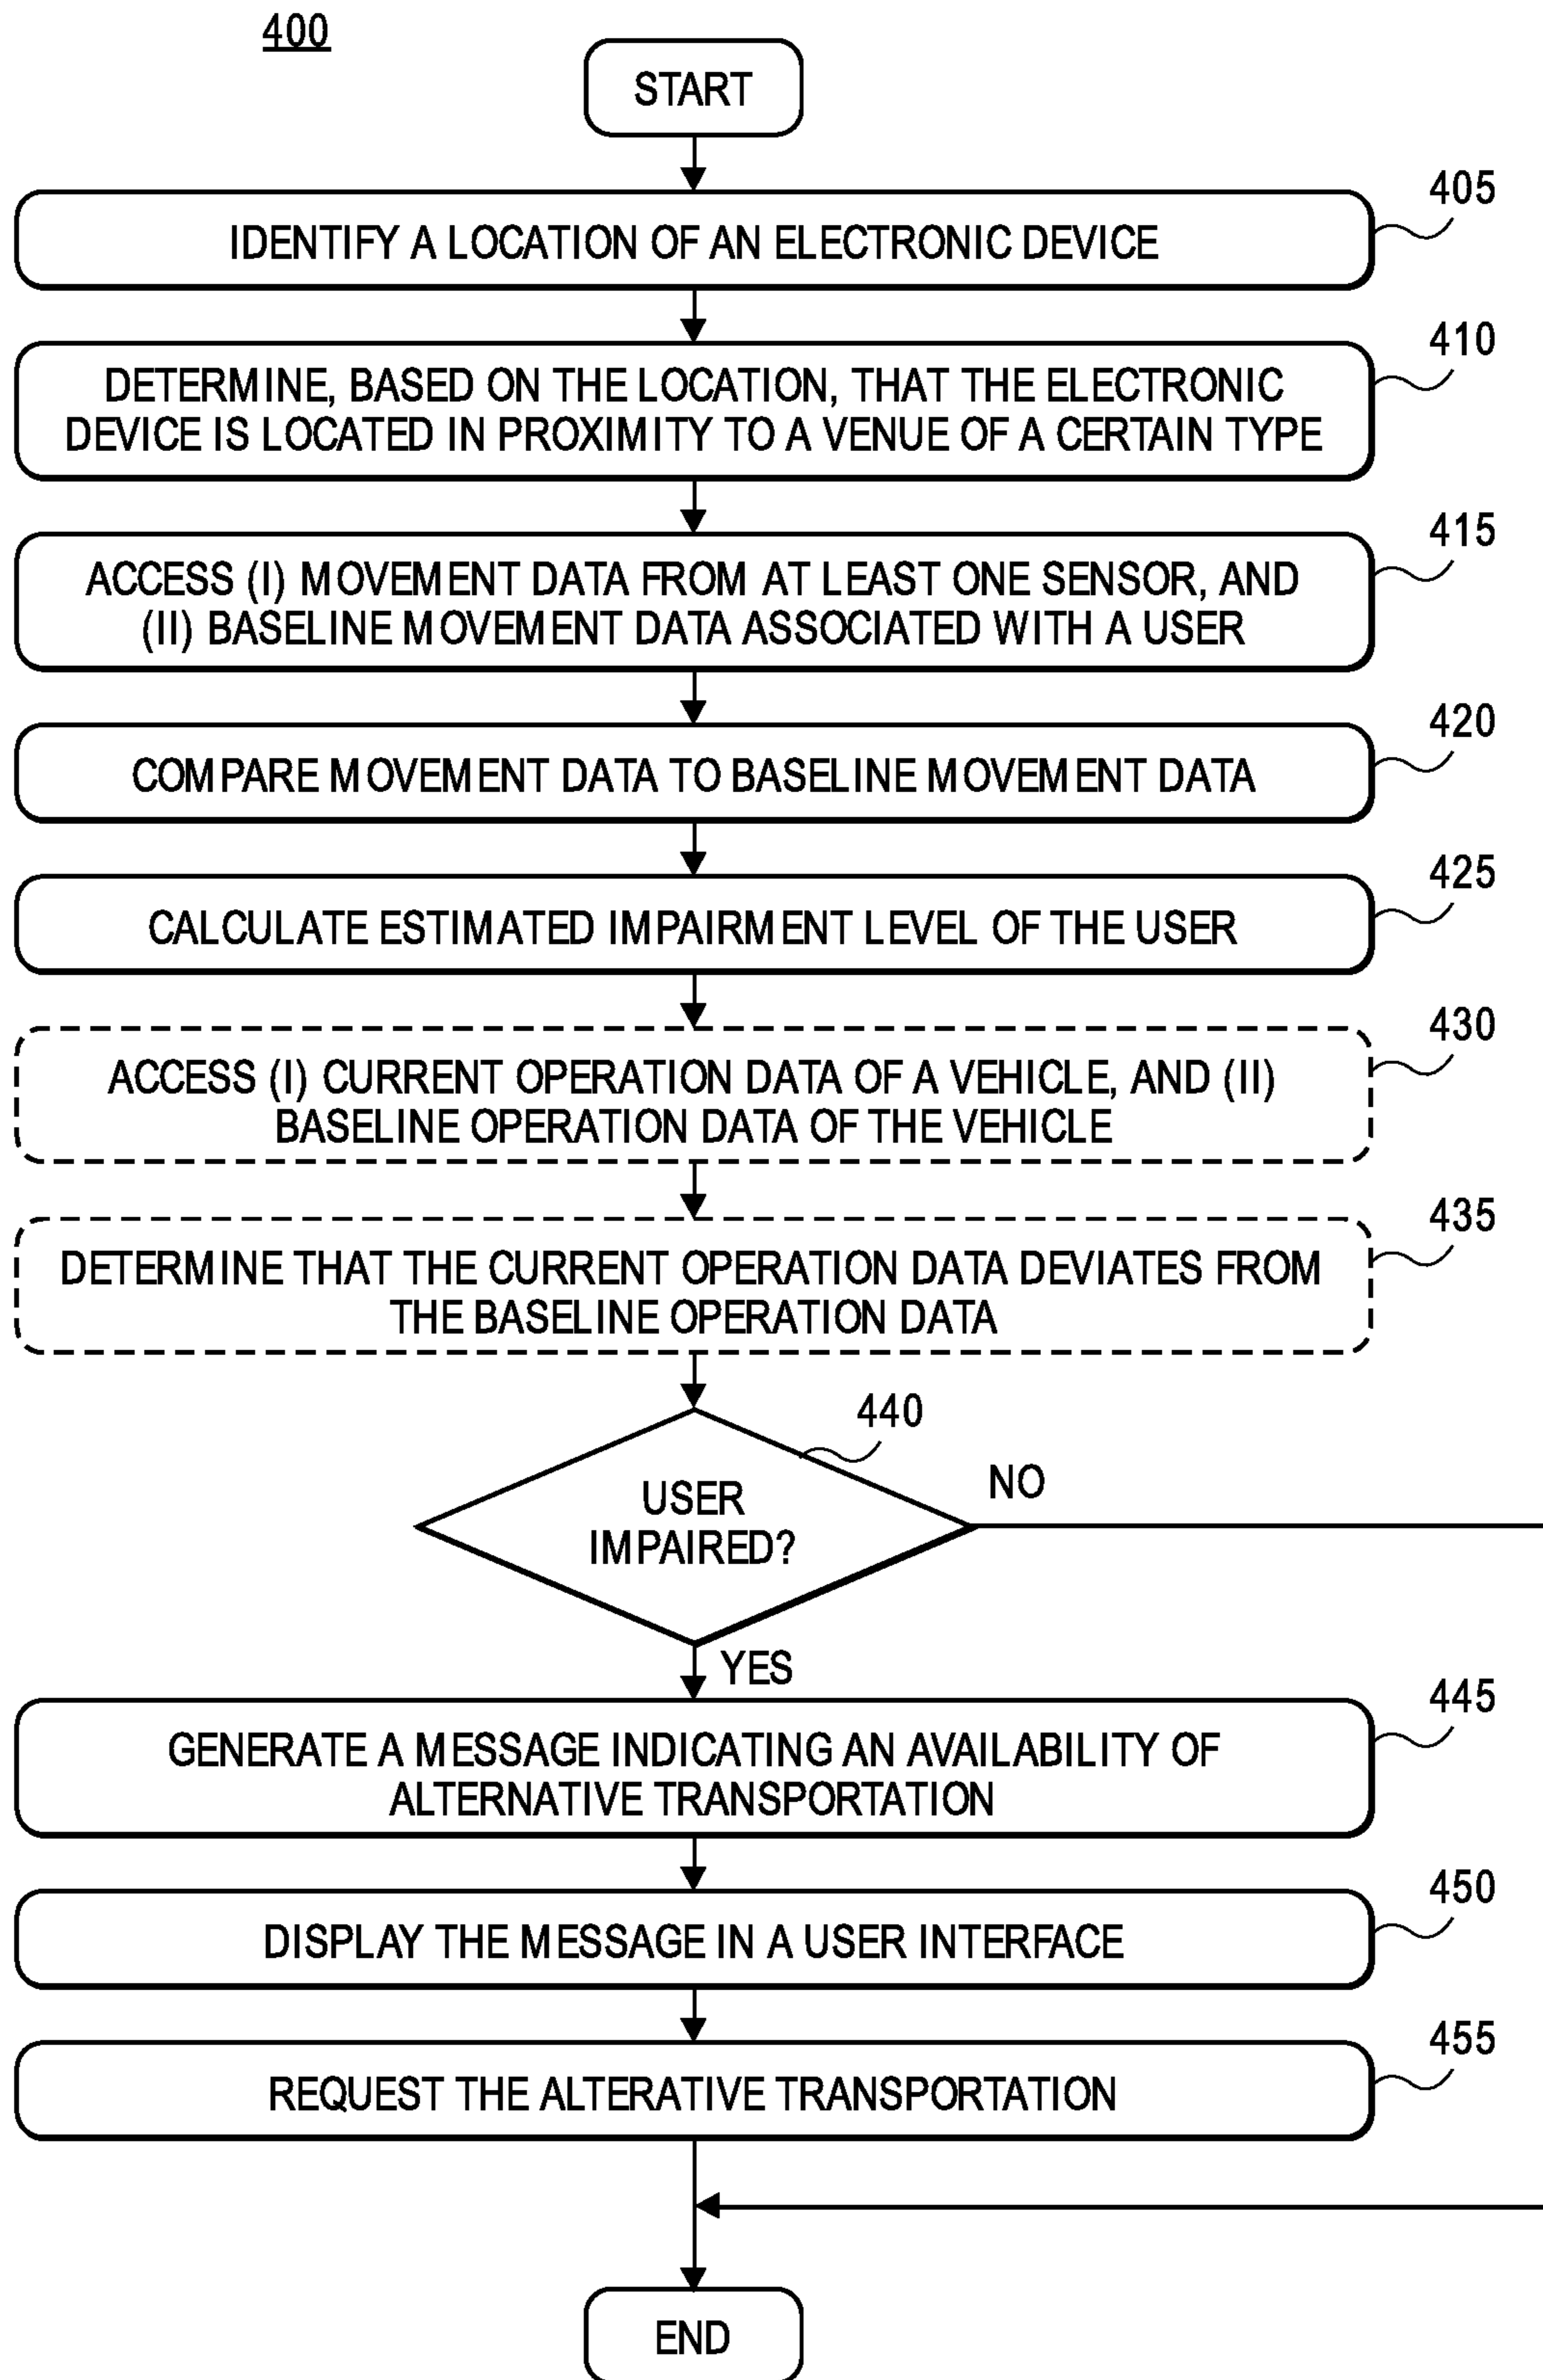 400
START
405
IDENTIFY A LOCATION OF AN ELECTRONIC DEVICE
410
DETERMINE, BASED ON THE LOCATION, THAT THE ELECTRONIC
DEVICE IS LOCATED IN PROXIMITY TO A VENUE OF A CERTAIN TYPE
415
ACCESS (I) MOVEMENT DATA FROM AT LEAST ONE SENSOR, AND
(II) BASELINE MOVEMENT DATA ASSOCIATED WITH A USER
420
COMPARE MOVEMENT DATA TO BASELINE MOVEMENT DATA
425
CALCULATE ESTIMATED IMPAIRMENT LEVEL OF THE USER
430
ACCESS (I) CURRENT OPERATION DATA OF A VEHICLE, AND (II)
BASELINE OPERATION DATA OF THE VEHICLE
435
DETERMINE THAT THE CURRENT OPERATION DATA DEVIATES FROM
THE BASELINE OPERATION DATA
440
USER
IMPAIRED?
NO
YES
445
GENERATE A MESSAGE INDICATING AN AVAILABILITY OF
ALTERNATIVE TRANSPORTATION
450
DISPLAY THE MESSAGE IN A USER INTERFACE
455
REQUEST THE ALTERATIVE TRANSPORTATION
END